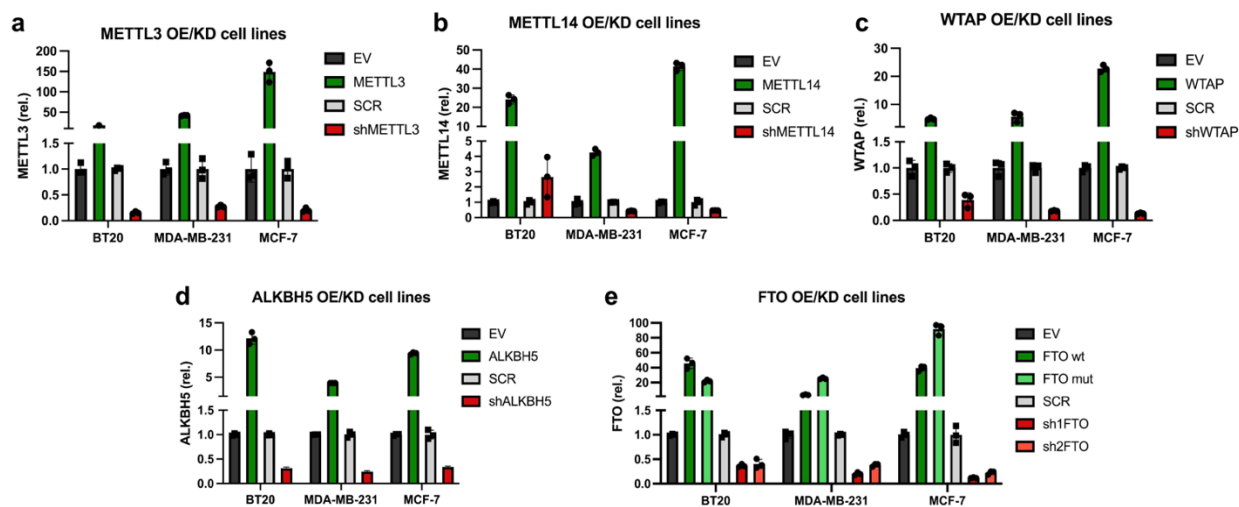 a
METTL3 OE/KD cell lines
METTL3 (rel.)
200
150
100
50
1.5
1.0
0.5
0.0
BT20 MDA-MB-231 MCF-7
EV
METTL3
SCR
shMETTL3
b
METTL14 OE/KD cell lines
METTL14 (rel.)
50
40
30
20
10
5
4
3
2
1
0
BT20 MDA-MB-231 MCF-7
EV
METTL14
SCR
shMETTL14
c
WTAP OE/KD cell lines
WTAP (rel.)
30
20
10
1.5
1.0
0.5
0.0
BT20 MDA-MB-231 MCF-7
EV
WTAP
SCR
shWTAP
d
ALKBH5 OE/KD cell lines
ALKBH5 (rel.)
15
10
5
1.0
0.5
0.0
BT20 MDA-MB-231 MCF-7
EV
ALKBH5
SCR
shALKBH5
e
FTO OE/KD cell lines
FTO (rel.)
100
80
60
40
20
1.5
1.0
0.5
0.0
BT20 MDA-MB-231 MCF-7
EV
FTO wt
FTO mut
SCR
sh1FTO
sh2FTO